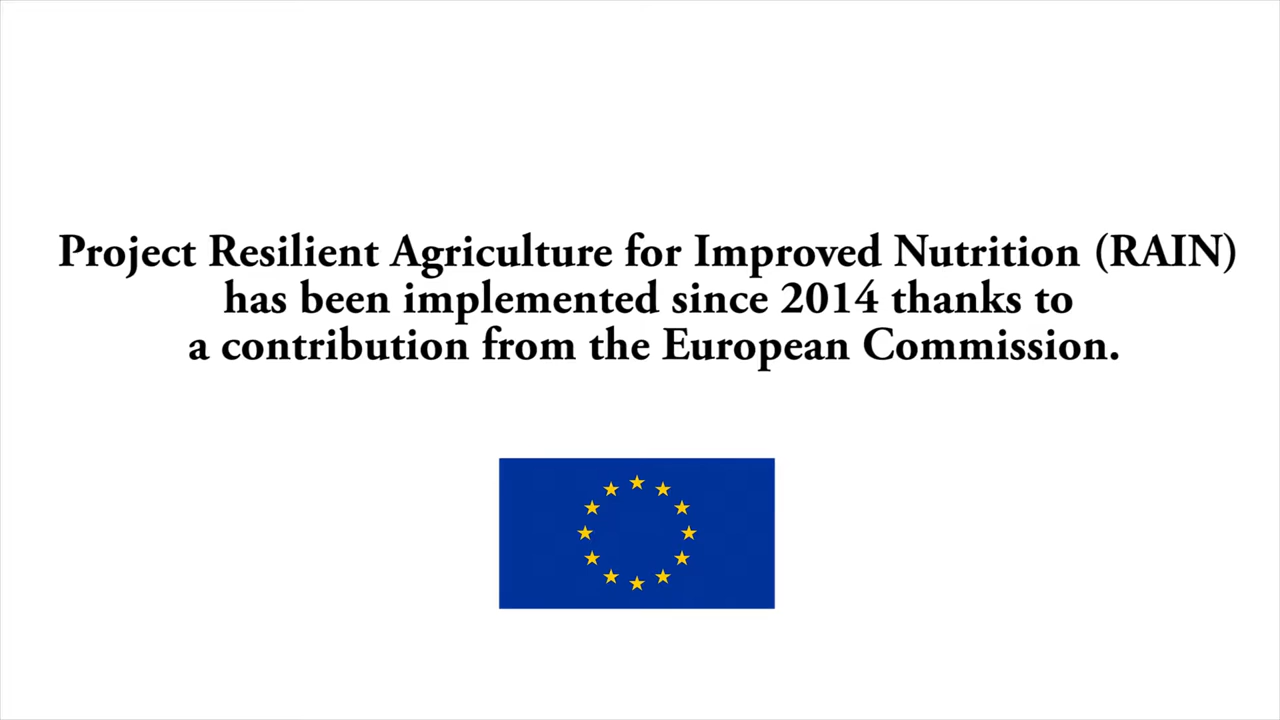 Project Resilient Agriculture for Improved Nutrition (RAIN)
has been implemented since 2014 thanks to
a contribution from the European Commission.